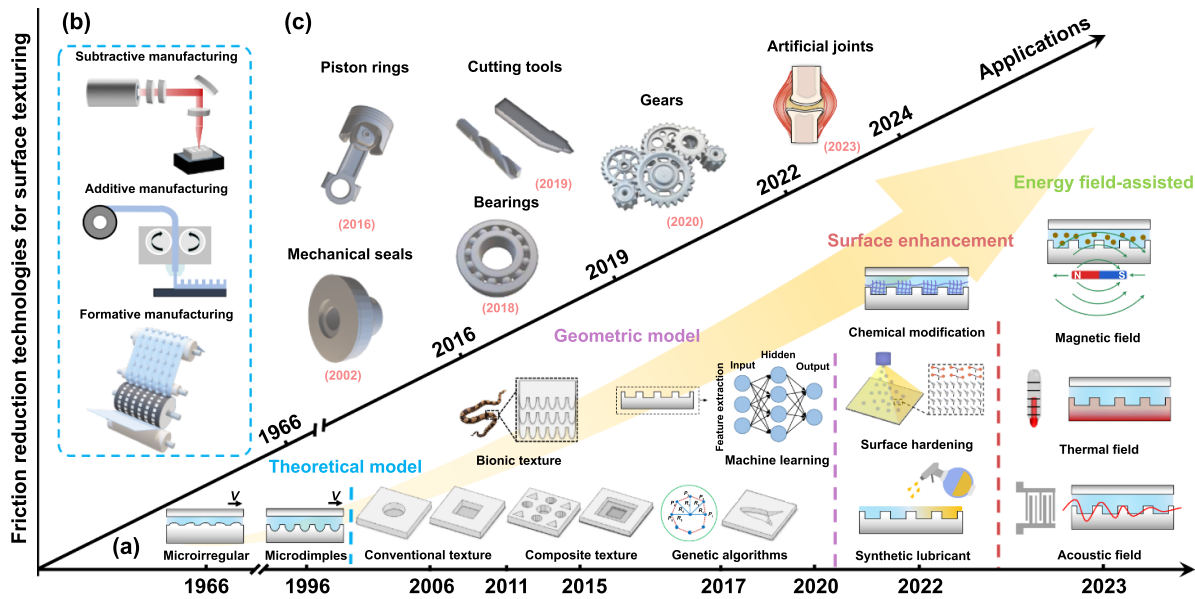 Friction reduction technologies for surface texturing
(b)
Subtractive manufacturing
Additive manufacturing
Formative manufacturing
(c)
Piston rings
(2016)
Cutting tools
(2019)
Gears
(2020)
Artificial joints
(2023)
Mechanical seals
(2002)
Bearings
(2018)
Applications
1966
2016
2019
2022
2024
(a)
Theoretical model
Geometric model
Surface enhancement
Energy field-assisted
V
Microirregular
V
Microdimples
Conventional texture
Composite texture
Genetic algorithms
Bionic texture
Feature extraction
Input
Hidden
Output
Machine learning
Chemical modification
Surface hardening
Synthetic lubricant
N
S
Magnetic field
Thermal field
Acoustic field
1966
1996
2006
2011
2015
2017
2020
2022
2023